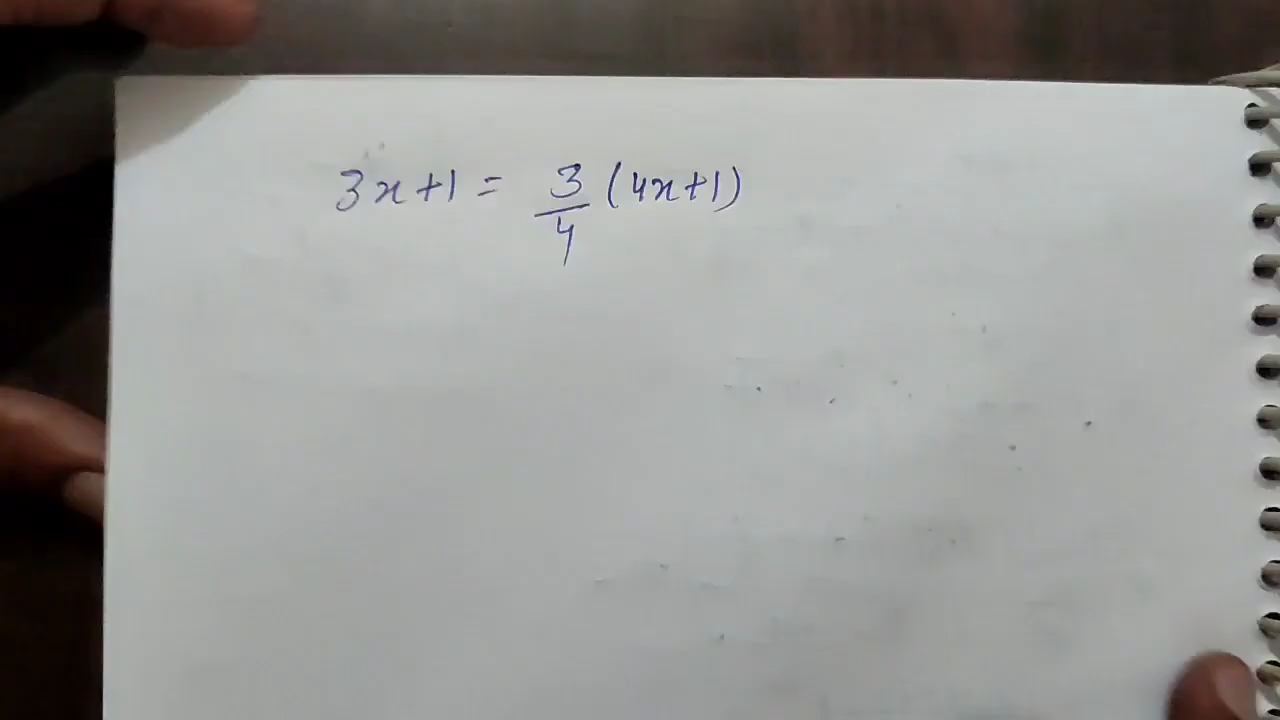 3x+1 = 3/4 (4x+1)